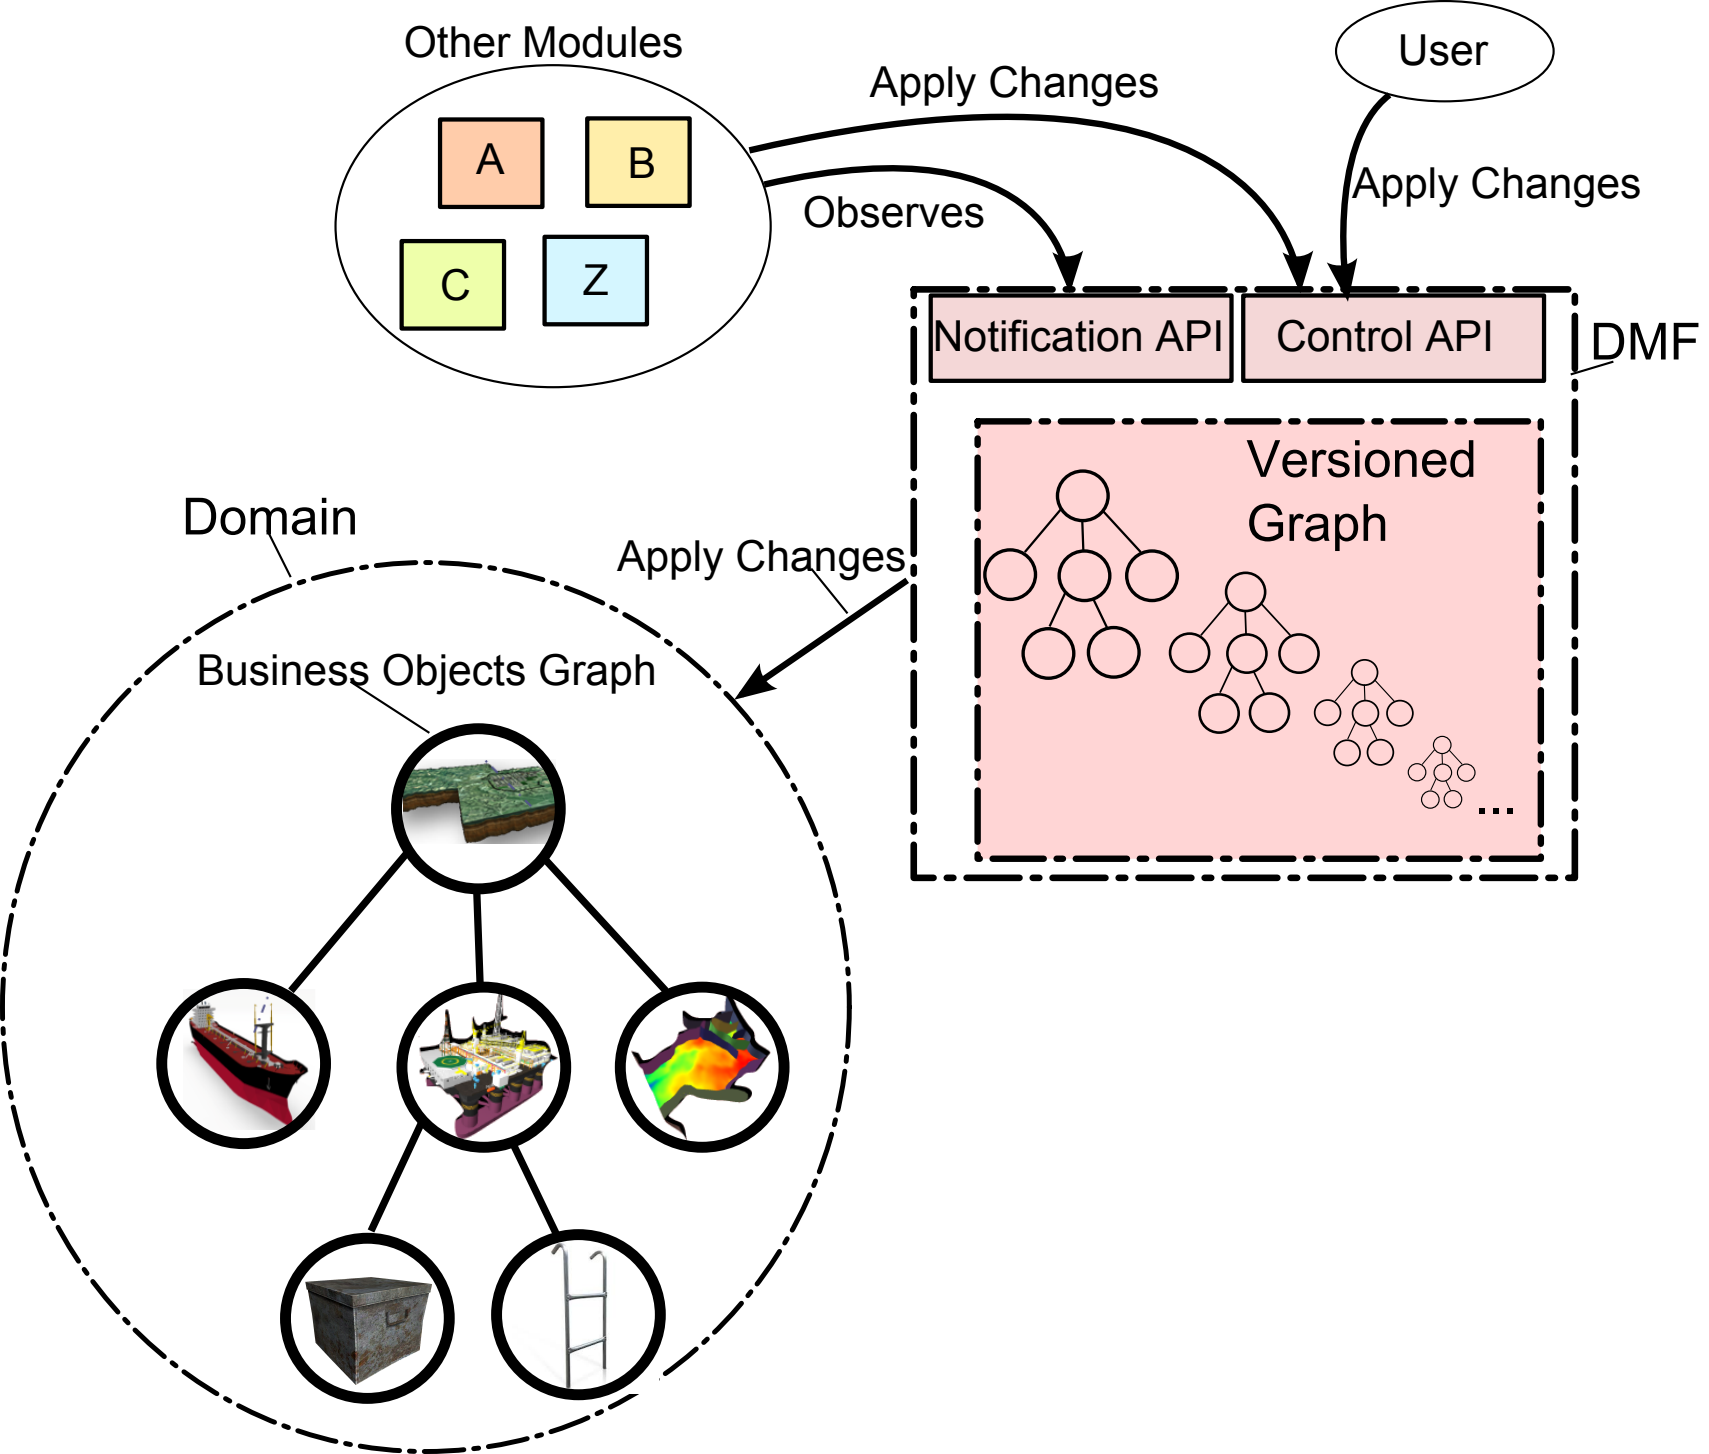 Other Modules
User
Apply Changes
A
B
Apply Changes
Observes
C
Z
Notification API
Control API
DMF
Versioned
Graph
Domain
Apply Changes
Business Objects Graph
...